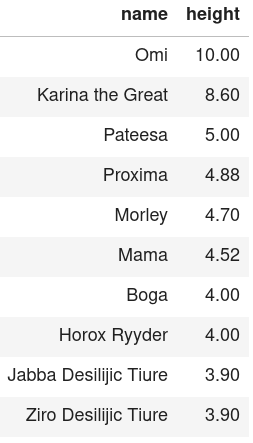 name height
Omi 10.00
Karina the Great 8.60
Pateesa 5.00
Proxima 4.88
Morley 4.70
Mama 4.52
Boga 4.00
Horox Ryyder 4.00
Jabba Desilijic Tiure 3.90
Ziro Desilijic Tiure 3.90